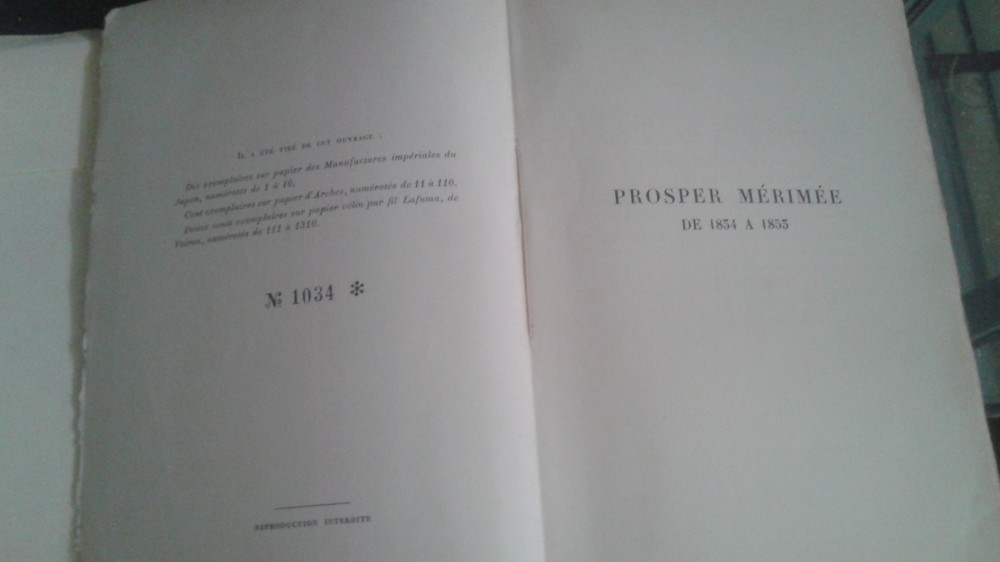 IL A ÉTÉ TIRÉ DE CET OUVRAGE :
Dix exemplaires sur papier des Manufactures impériales du
Japon, numérotés de 1 à 10.
Cent exemplaires sur papier d'Arches, numérotés de 11 à 110.
Douze cents exemplaires sur papier vélin pur fil Lafuma, de
Voiron, numérotés de 111 à 1310.
№ 1034 *
REPRODUCTION INTERDITE
PROSPER MÉRIMÉE
DE 1834 A 1853